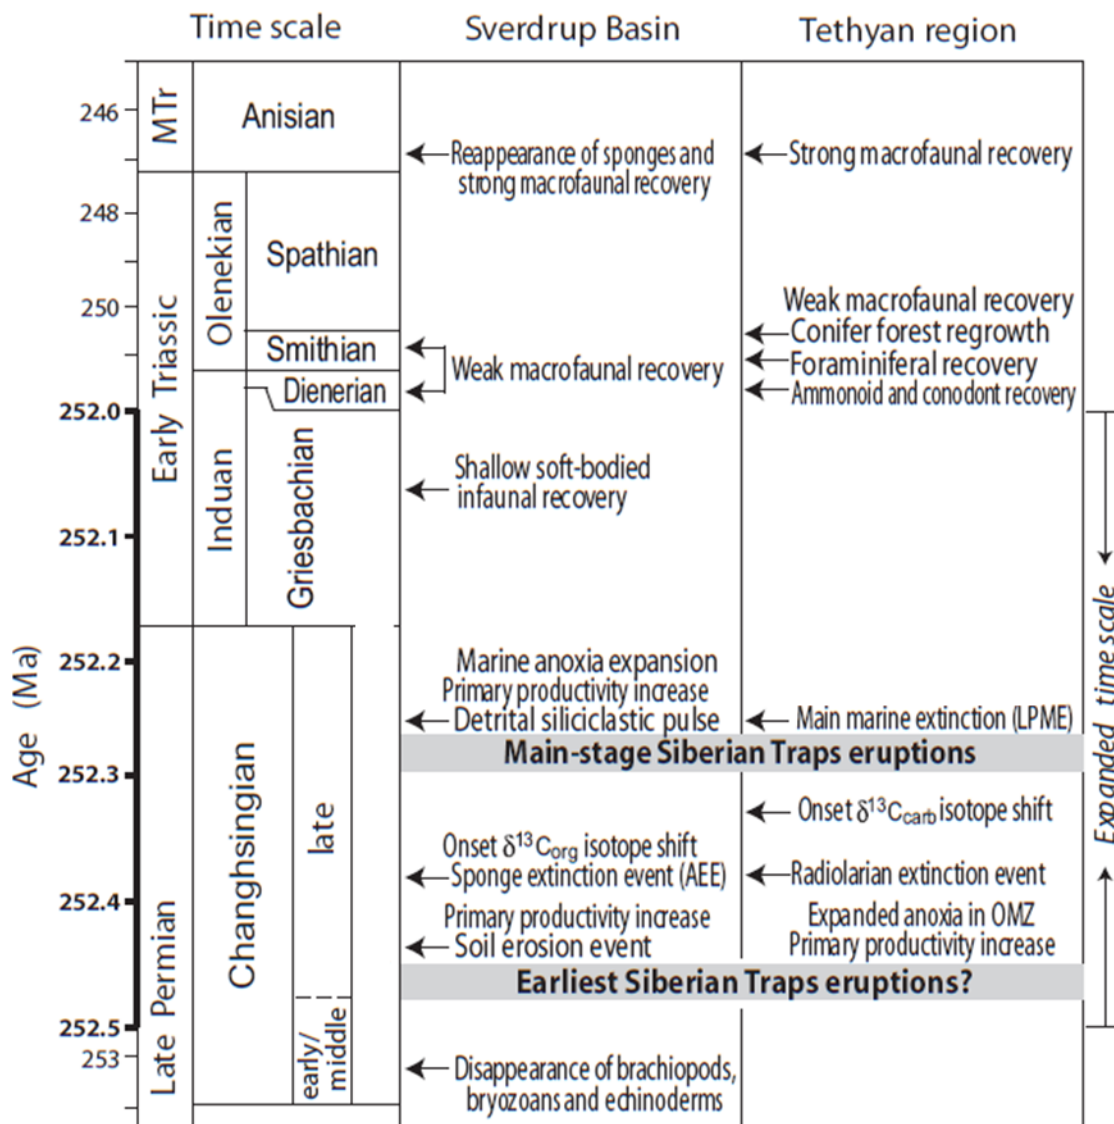 Time scale
Sverdrup Basin
Tethyan region
Age (Ma)
246
248
250
252.0
252.1
252.2
252.3
252.4
252.5
253
MTr
Early Triassic
Late Permian
Anisian
Olenekian
Spathian
Smithian
Induan
Dienerian
Griesbachian
Changhsingian
late
early/
middle
Reappearance of sponges and
strong macrofaunal recovery
Weak macrofaunal recovery
Shallow soft-bodied
infaunal recovery
Marine anoxia expansion
Primary productivity increase
Detrital siliciclastic pulse
Main-stage Siberian Traps eruptions
Onset δ¹³Corg isotope shift
Sponge extinction event (AEE)
Primary productivity increase
Soil erosion event
Earliest Siberian Traps eruptions?
Disappearance of brachiopods,
bryozoans and echinoderms
Strong macrofaunal recovery
Weak macrofaunal recovery
Conifer forest regrowth
Foraminiferal recovery
Ammonoid and conodont recovery
Main marine extinction (LPME)
Onset δ¹³Ccarb isotope shift
Radiolarian extinction event
Expanded anoxia in OMZ
Primary productivity increase
Expanded time scale